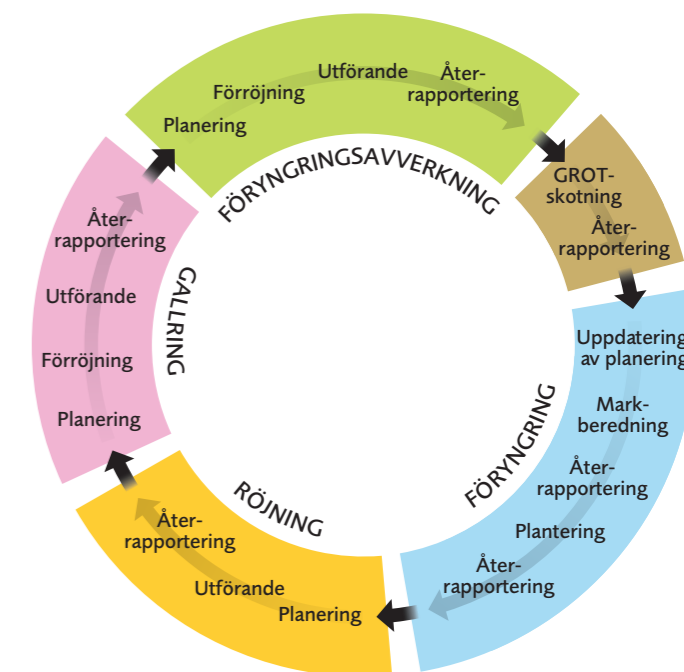 Planering
Förröjning
Utförande
Åter-
rapportering
FÖRYNGRINGSAVVERKNING
GROT-
skotning
Åter-
rapportering
Uppdatering
av planering
Mark-
beredning
Åter-
rapportering
Plantering
Åter-
rapportering
FÖRYNGRING
Planering
Utförande
Åter-
rapportering
RÖJNING
Planering
Förröjning
Utförande
Åter-
rapportering
GALLRING